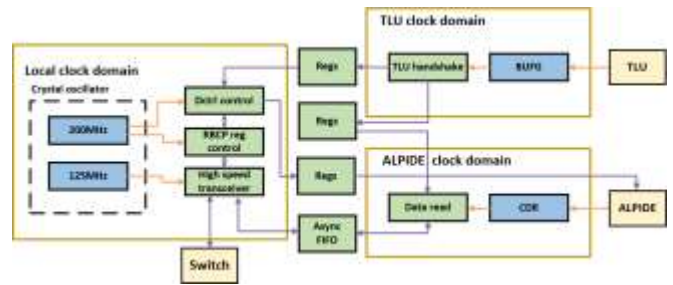 TLU clock domain
Local clock domain
Crystal oscillator
200MHz
125MHz
Dctrl control
RBCP reg
control
High speed
transceiver
Switch
Regs
Regs
Regs
Async
FIFO
TLU handshake
BUFG
TLU
ALPIDE clock domain
Data read
CDR
ALPIDE